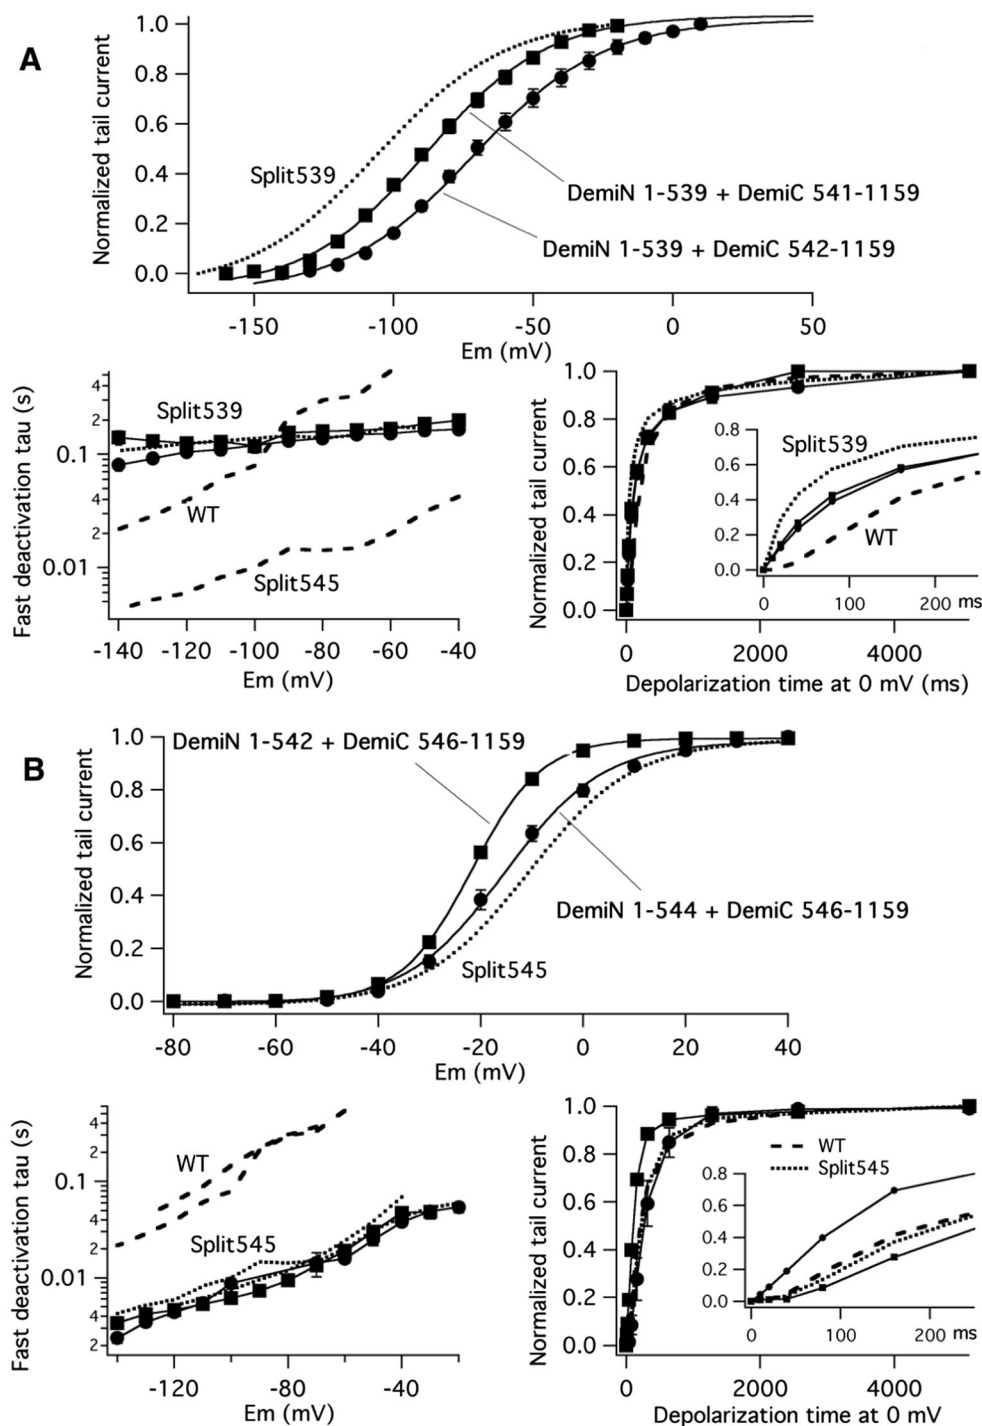 A
Normalized tail current
1.0
0.8
0.6
0.4
0.2
0.0
Split539
DemiN 1-539 + DemiC 541-1159
DemiN 1-539 + DemiC 542-1159
-150 -100 -50 0 50
Em (mV)
Fast deactivation tau (s)
4
2
0.1
4
2
0.01
Split539
WT
Split545
-140 -120 -100 -80 -60 -40
Em (mV)
Normalized tail current
1.0
0.8
0.6
0.4
0.2
0.0
0.8
0.6
0.4
0.2
0.0
Split539
WT
0 100 200 ms
0 2000 4000
Depolarization time at 0 mV (ms)
B
Normalized tail current
1.0
0.8
0.6
0.4
0.2
0.0
DemiN 1-542 + DemiC 546-1159
DemiN 1-544 + DemiC 546-1159
Split545
-80 -60 -40 -20 0 20 40
Em (mV)
Fast deactivation tau (s)
4
2
0.1
4
2
0.01
4
2
WT
Split545
-120 -80 -40
Em (mV)
Normalized tail current
1.0
0.8
0.6
0.4
0.2
0.0
WT
Split545
0.8
0.6
0.4
0.2
0.0
0 100 200 ms
0 2000 4000
Depolarization time at 0 mV